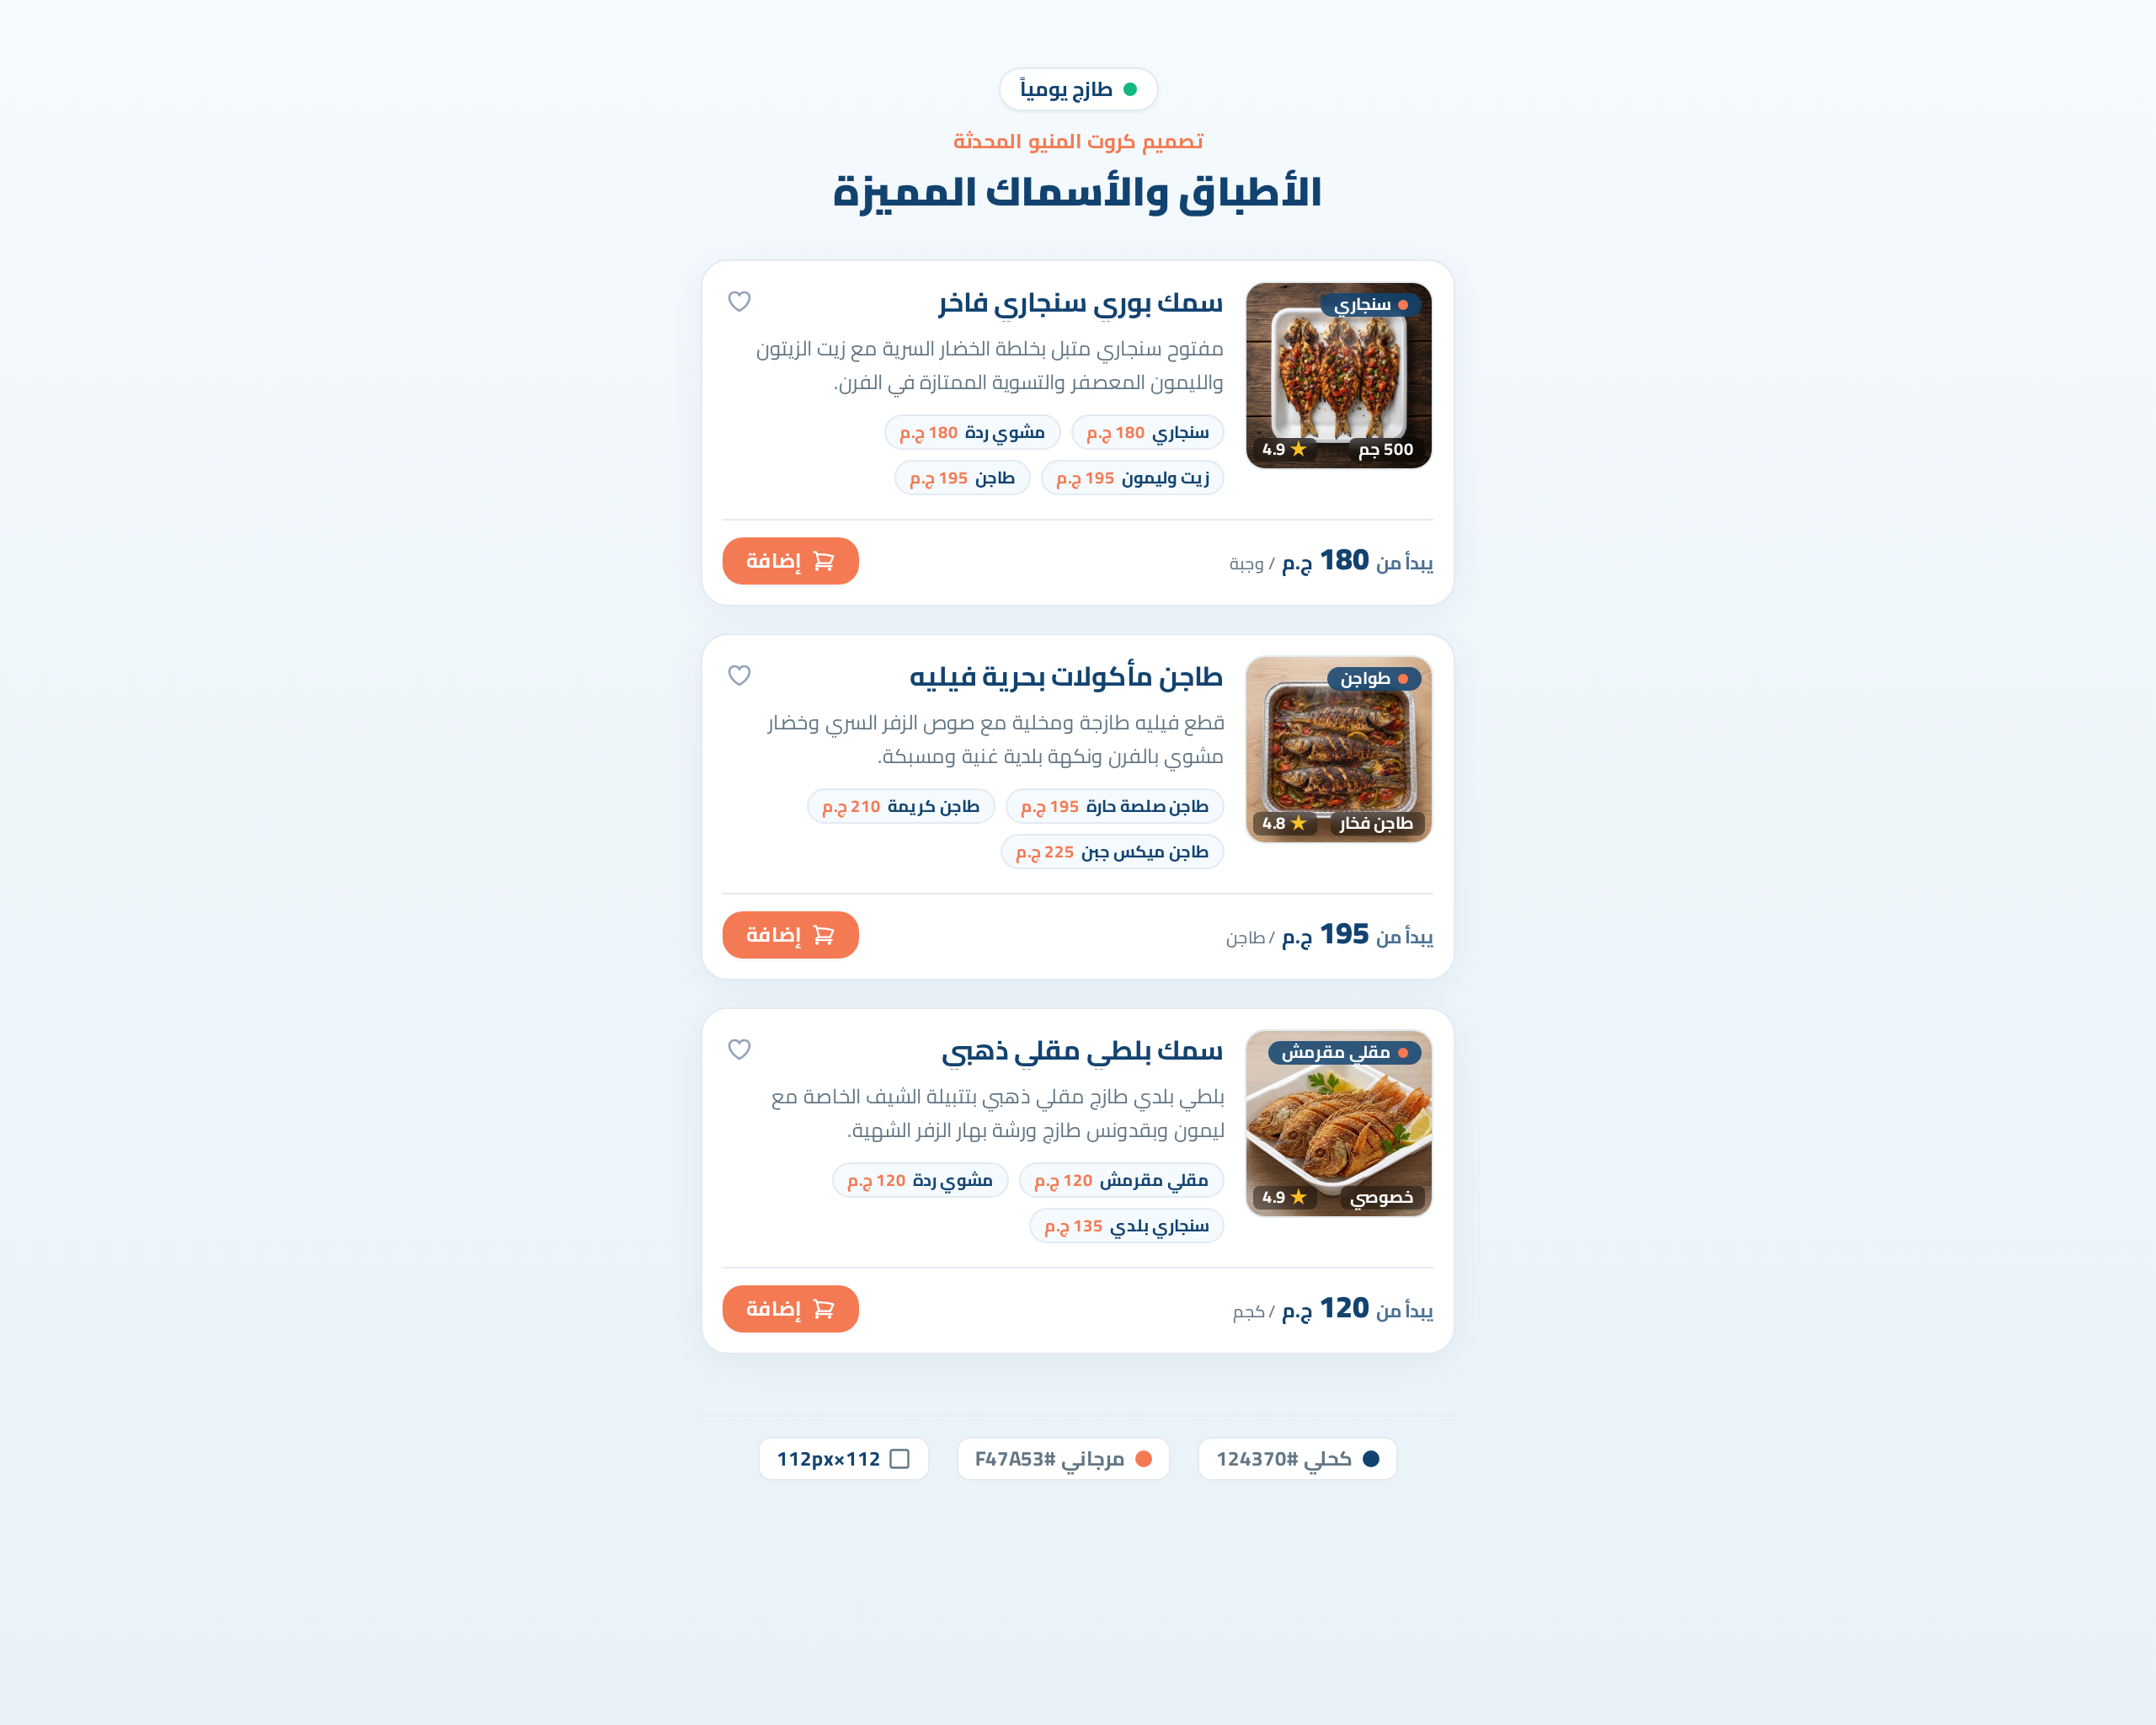 طازج يومياً
تصميم كروت المنيو المحدثة
الأطباق والأسماك المميزة
سنجاري
500 جم
4.9 ★
سمك بوري سنجاري فاخر
مفتوح سنجاري متبل بخلطة الخضار السرية مع زيت الزيتون
والليمون المعصفر والتسوية الممتازة في الفرن.
سنجاري 180 ج.م مشوي ردة 180 ج.م
زيت وليمون 195 ج.م طاجن 195 ج.م
يبدأ من 180 ج.م / وجبة
إضافة
طواجن
طاجن فخار
4.8 ★
طاجن مأكولات بحرية فيليه
قطع فيليه طازجة ومخلية مع صوص الزفر السري وخضار
مشوي بالفرن ونكهة بلدية غنية ومسبكة.
طاجن صلصة حارة 195 ج.م طاجن كريمة 210 ج.م
طاجن ميكس جبن 225 ج.م
يبدأ من 195 ج.م / طاجن
إضافة
مقلي مقرمش
خصوصي
4.9 ★
سمك بلطي مقلي ذهبي
بلطي بلدي طازج مقلي ذهبي بتتبيلة الشيف الخاصة مع
ليمون وبقدونس طازج ورشة بهار الزفر الشهية.
مقلي مقرمش 120 ج.م مشوي ردة 120 ج.م
سنجاري بلدي 135 ج.م
يبدأ من 120 ج.م / كجم
إضافة
كحلي #124370
مرجاني #F47A53
112px×112